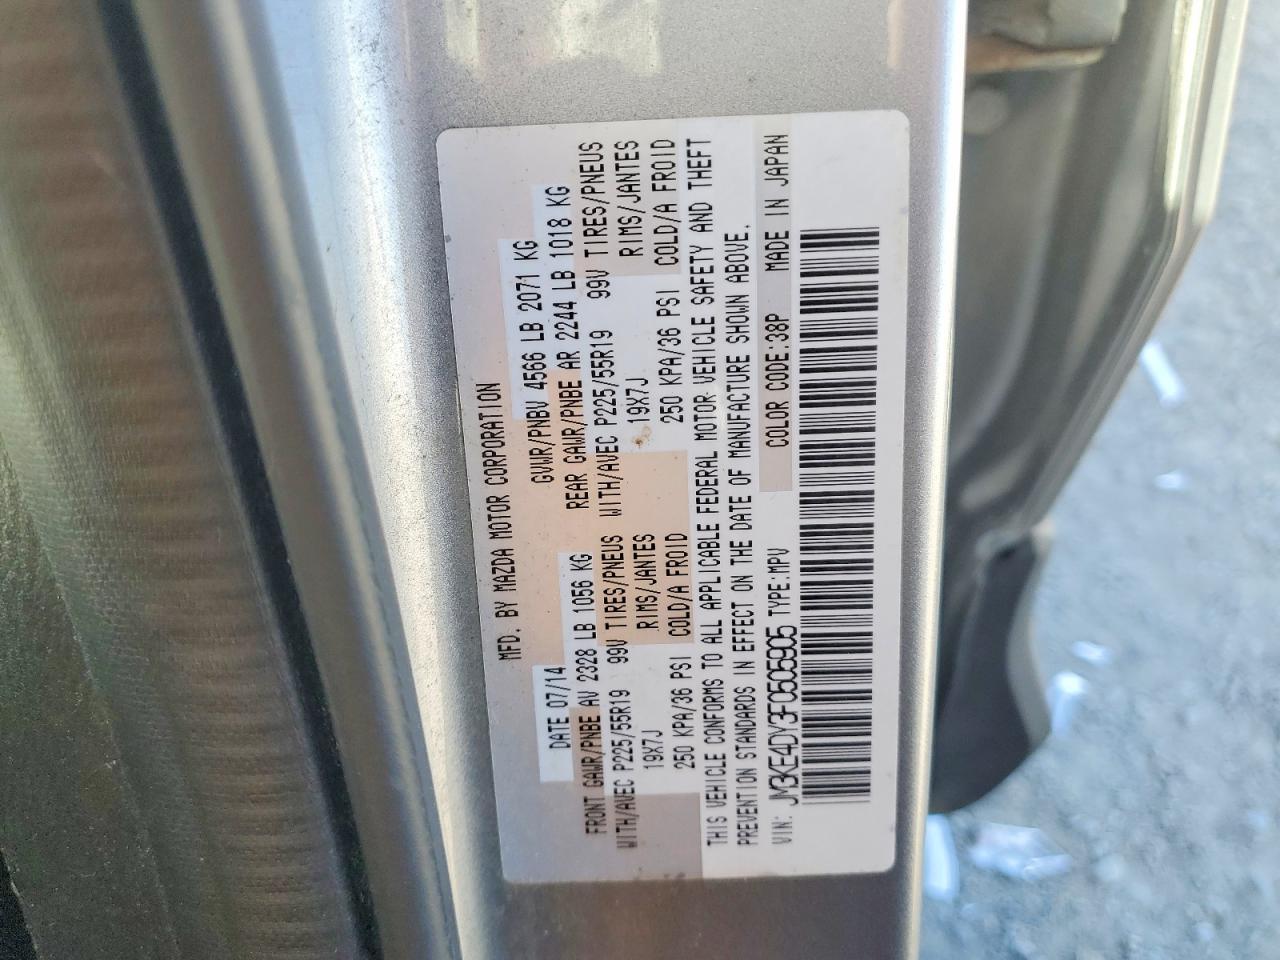 MFD. BY MAZDA MOTOR CORPORATION
DATE 07/14 GVWR/PNBV 4566 LB 2071 KG
FRONT GAWR/PNBE AV 2328 LB 1056 KG REAR GAWR/PNBE AR 2244 LB 1018 KG
WITH/AVEC P225/55R19 99V TIRES/PNEUS WITH/AVEC P225/55R19 99V TIRES/PNEUS
19X7J RIMS/JANTES 19X7J RIMS/JANTES
250 KPA/36 PSI COLD/A FROID 250 KPA/36 PSI COLD/A FROID
THIS VEHICLE CONFORMS TO ALL APPLICABLE FEDERAL MOTOR VEHICLE SAFETY AND THEFT
PREVENTION STANDARDS IN EFFECT ON THE DATE OF MANUFACTURE SHOWN ABOVE.
VIN: JM3KE4DY3F0505905 TYPE:MPV COLOR CODE:38P MADE IN JAPAN